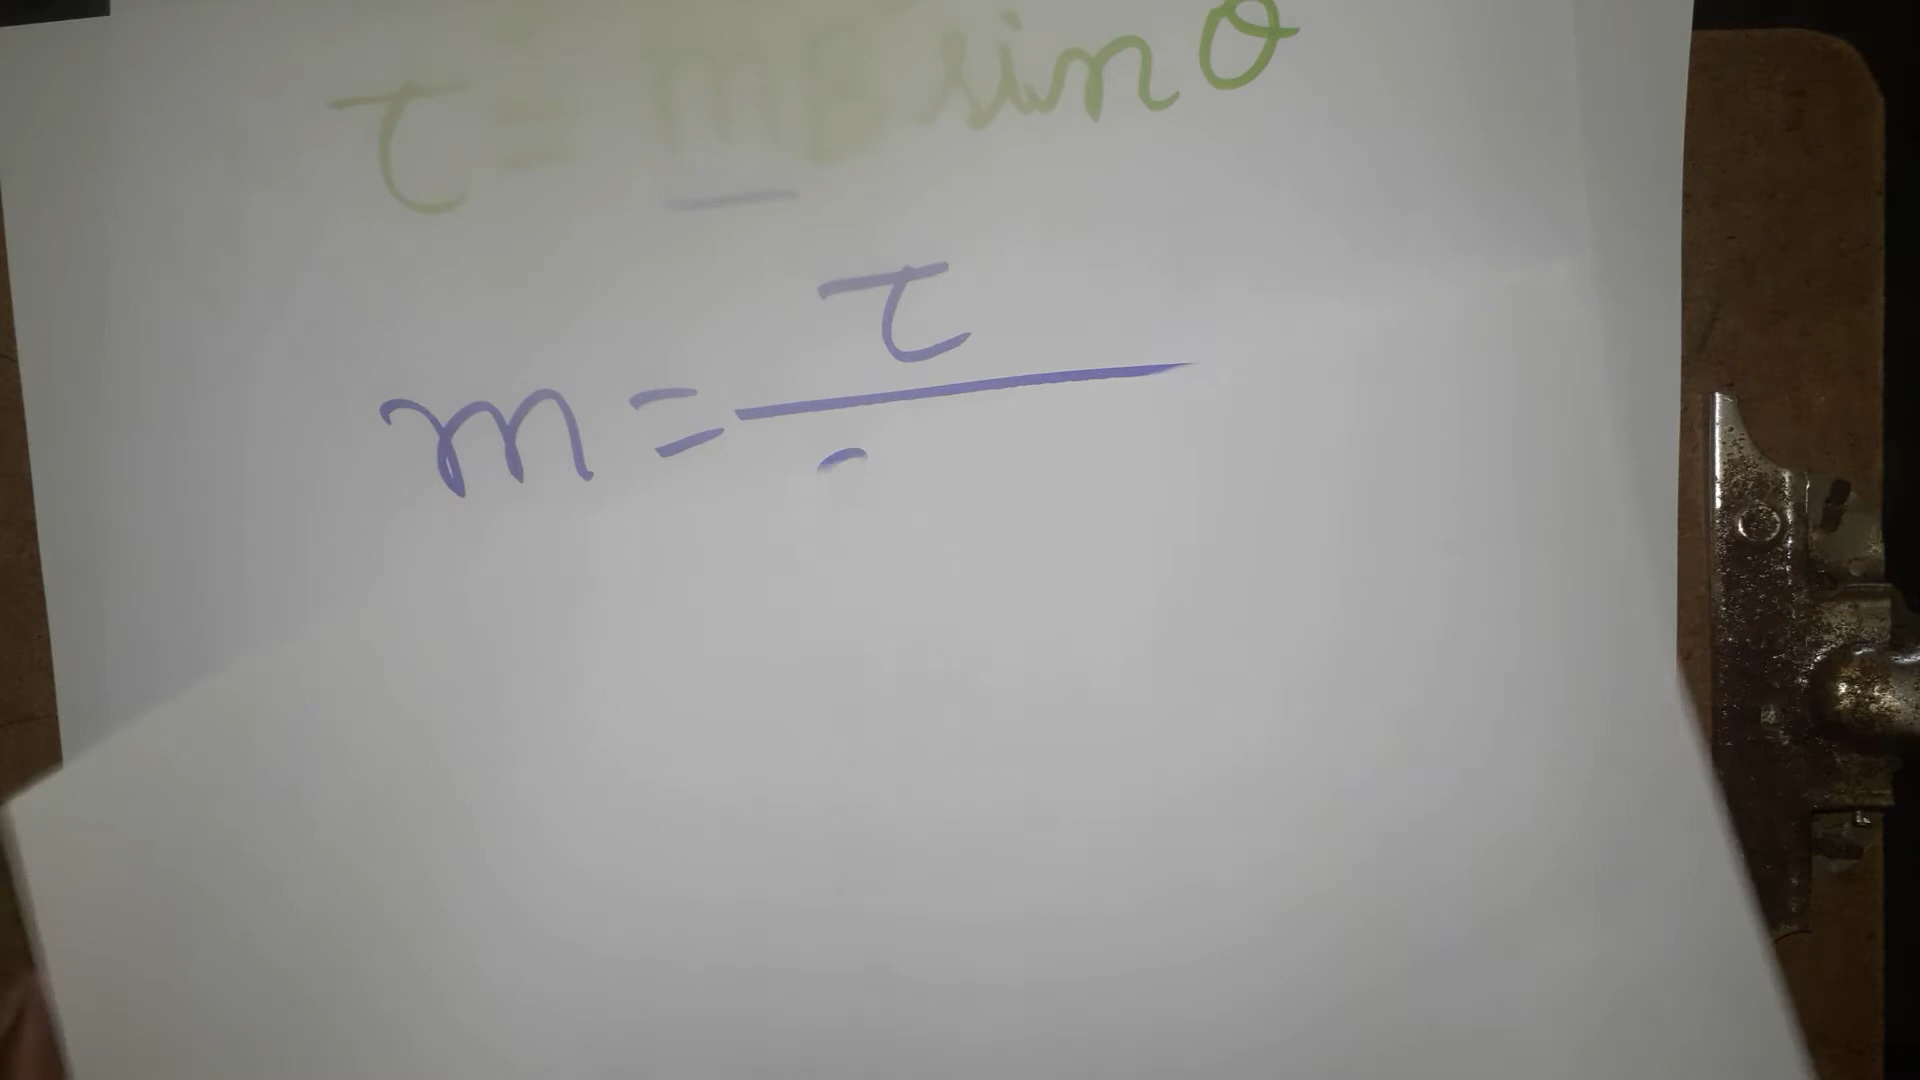 τ = mB sin θ
m = τ /